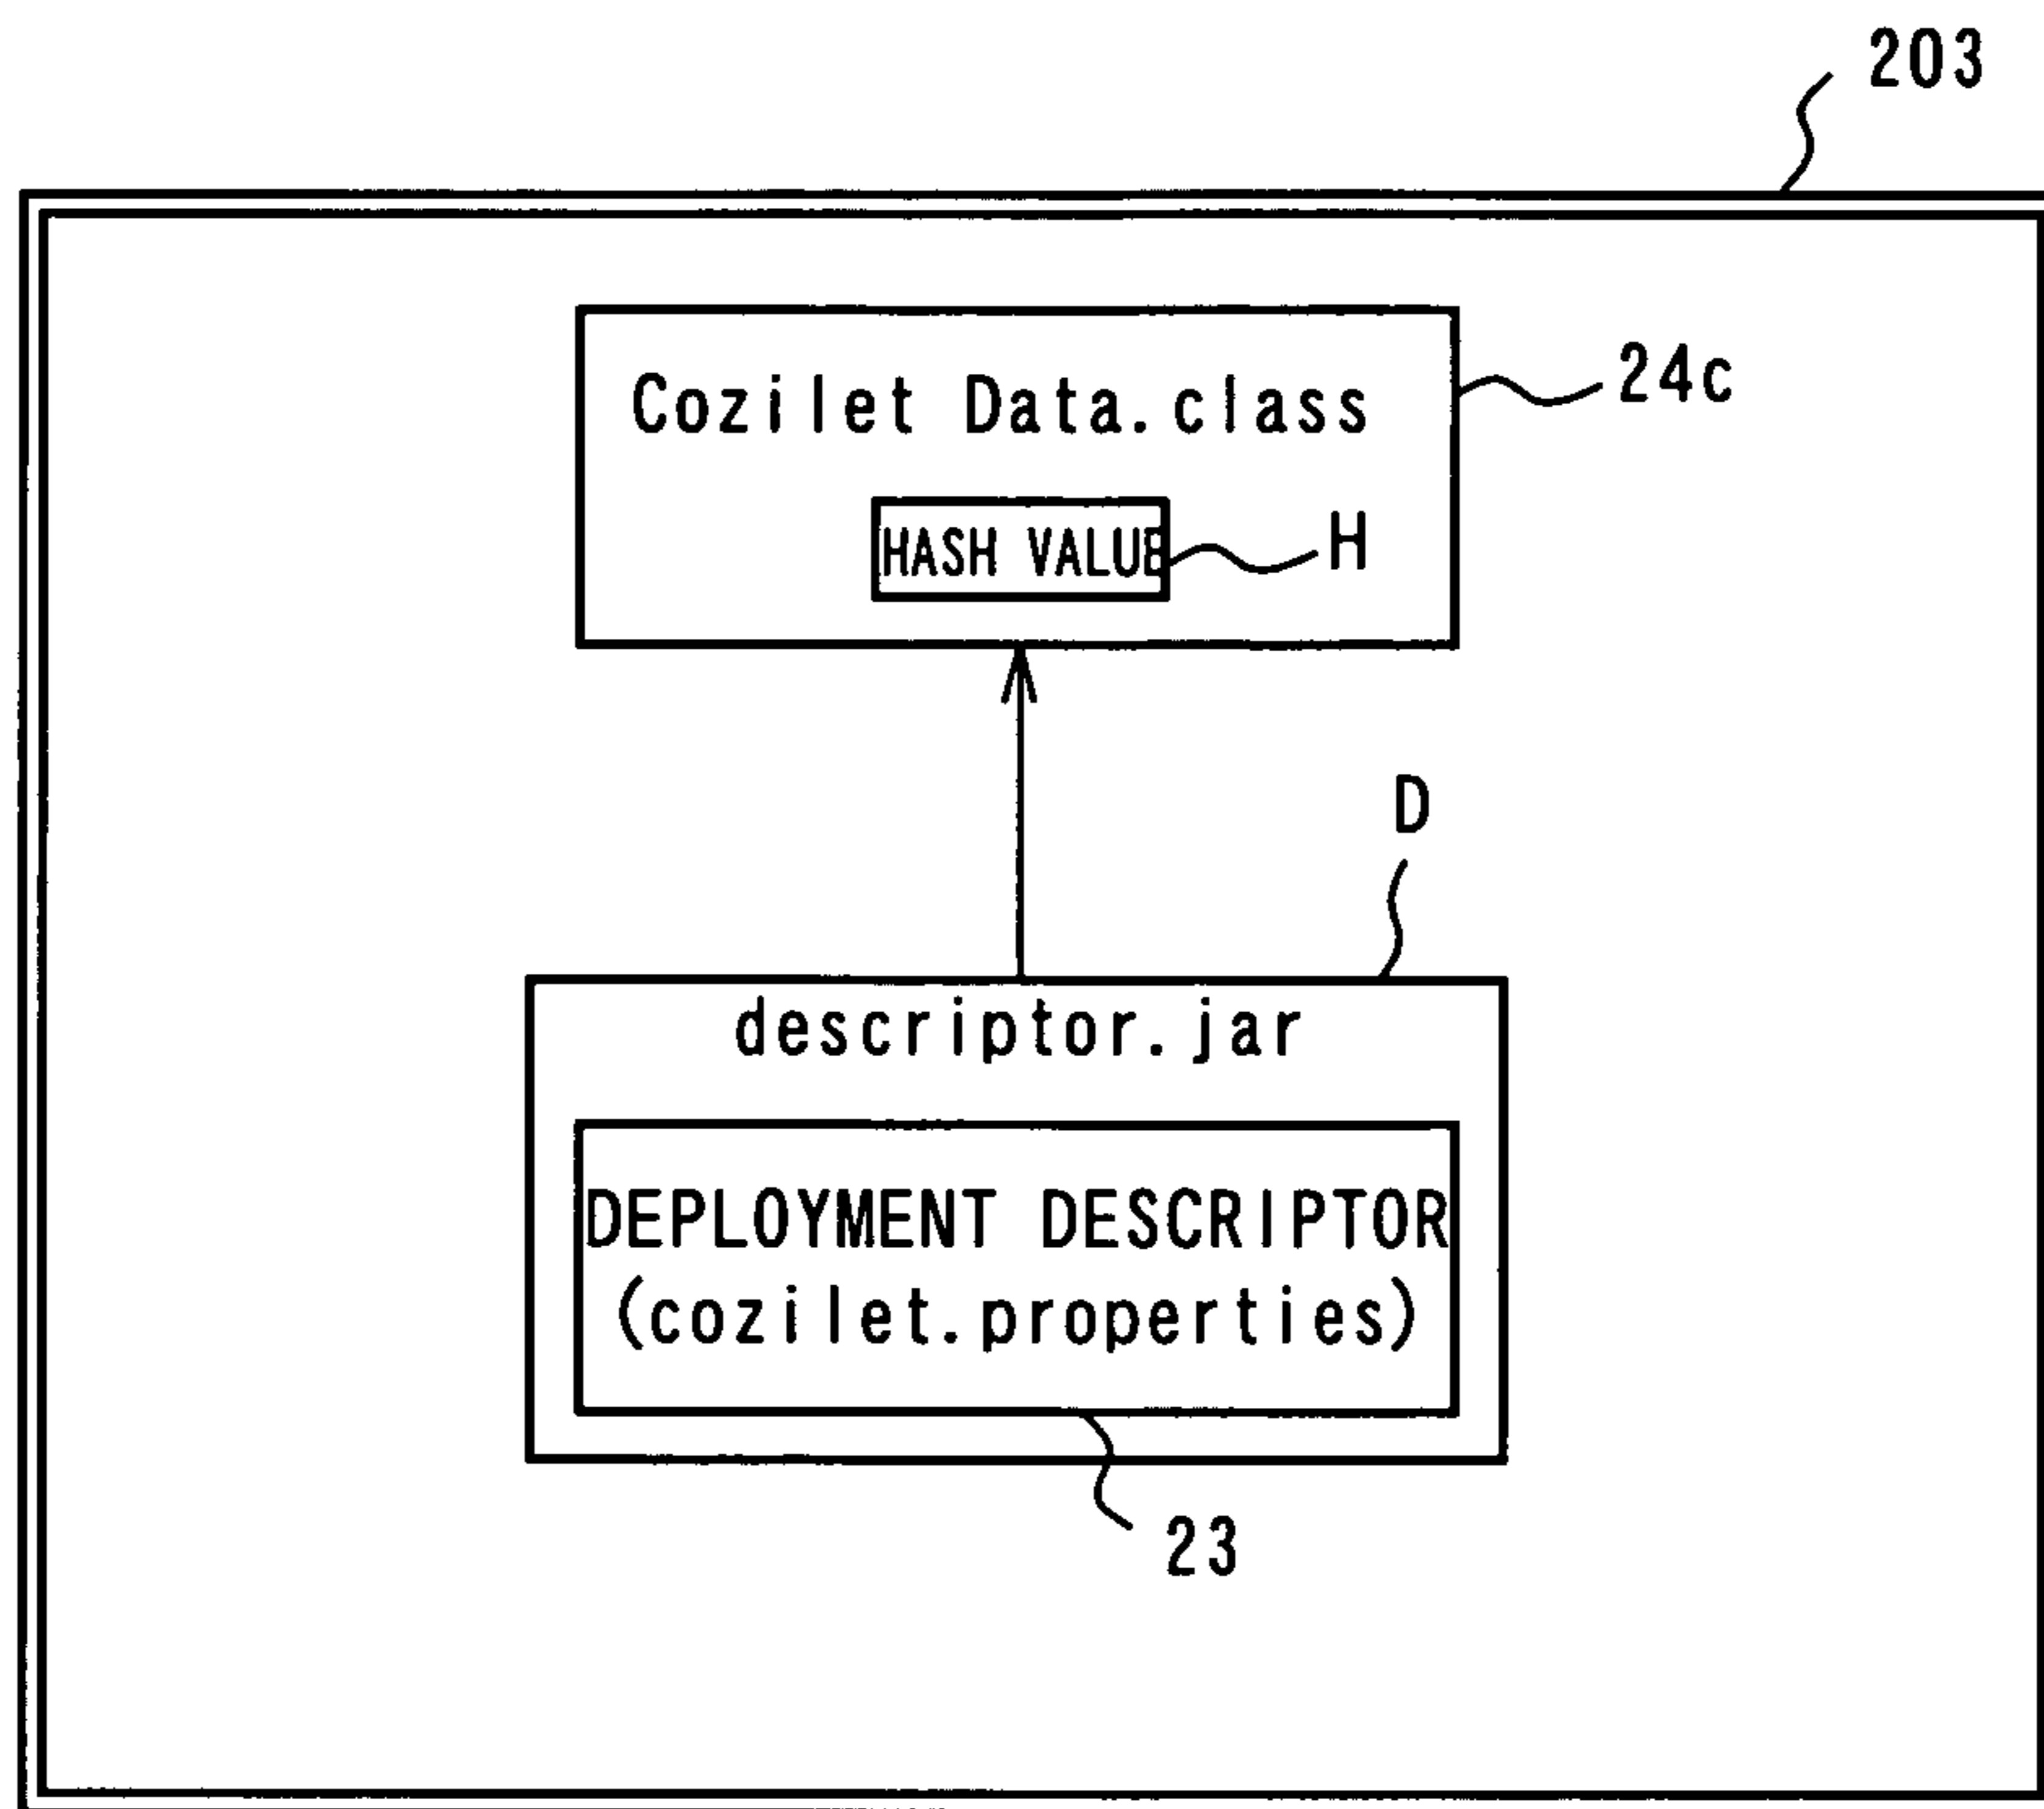 203
Cozilet Data.class
24c
HASH VALUE
H
D
descriptor.jar
DEPLOYMENT DESCRIPTOR
(cozilet.properties)
23